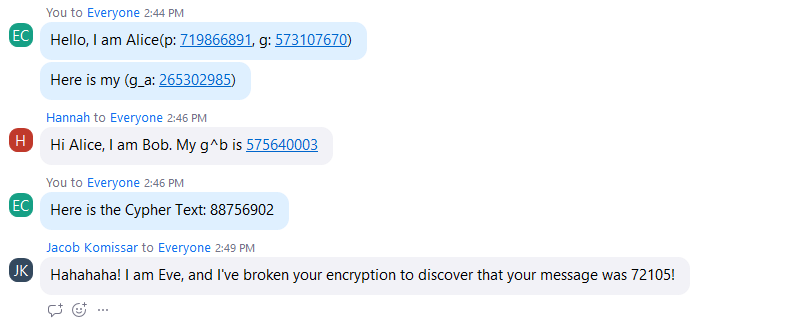 You to Everyone 2:44 PM
EC
Hello, I am Alice(p: 719866891, g: 573107670)
Here is my (g_a: 265302985)
Hannah to Everyone 2:46 PM
H
Hi Alice, I am Bob. My g^b is 575640003
You to Everyone 2:46 PM
EC
Here is the Cypher Text: 88756902
Jacob Komissar to Everyone 2:49 PM
JK
Hahahaha! I am Eve, and I've broken your encryption to discover that your message was 72105!